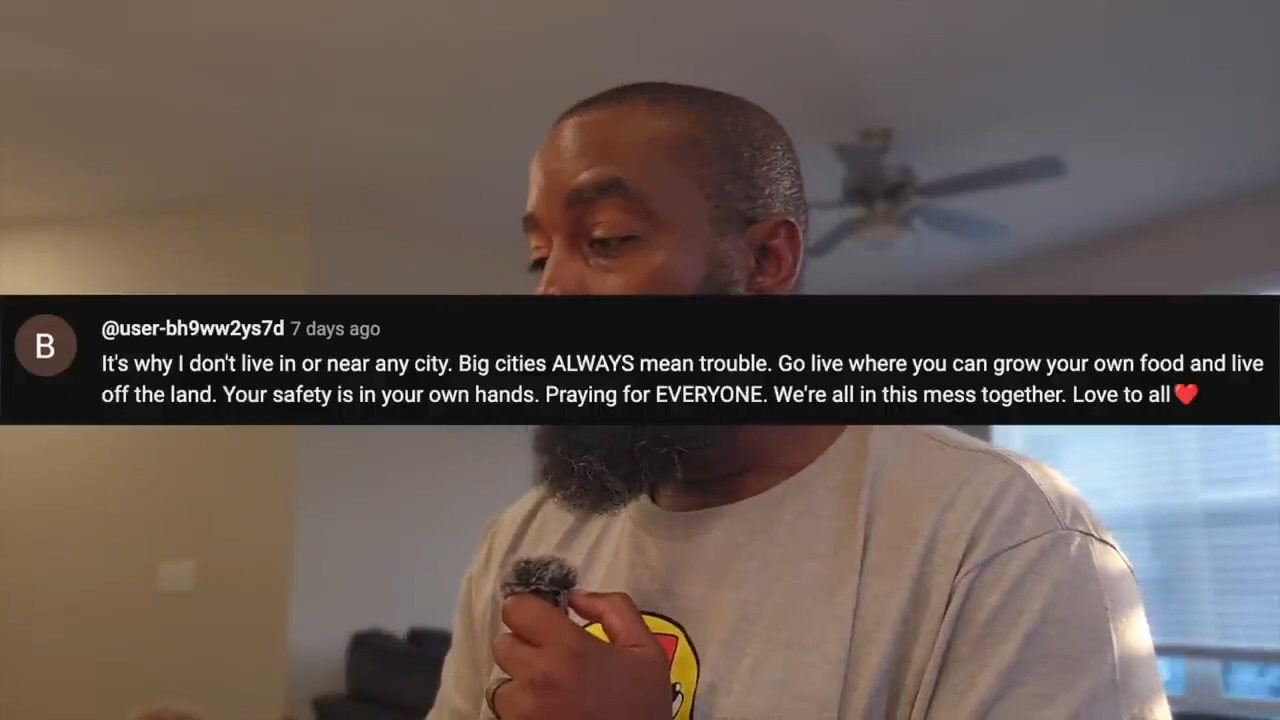 B
@user-bh9ww2ys7d 7 days ago
It's why I don't live in or near any city. Big cities ALWAYS mean trouble. Go live where you can grow your own food and live
off the land. Your safety is in your own hands. Praying for EVERYONE. We're all in this mess together. Love to all❤️